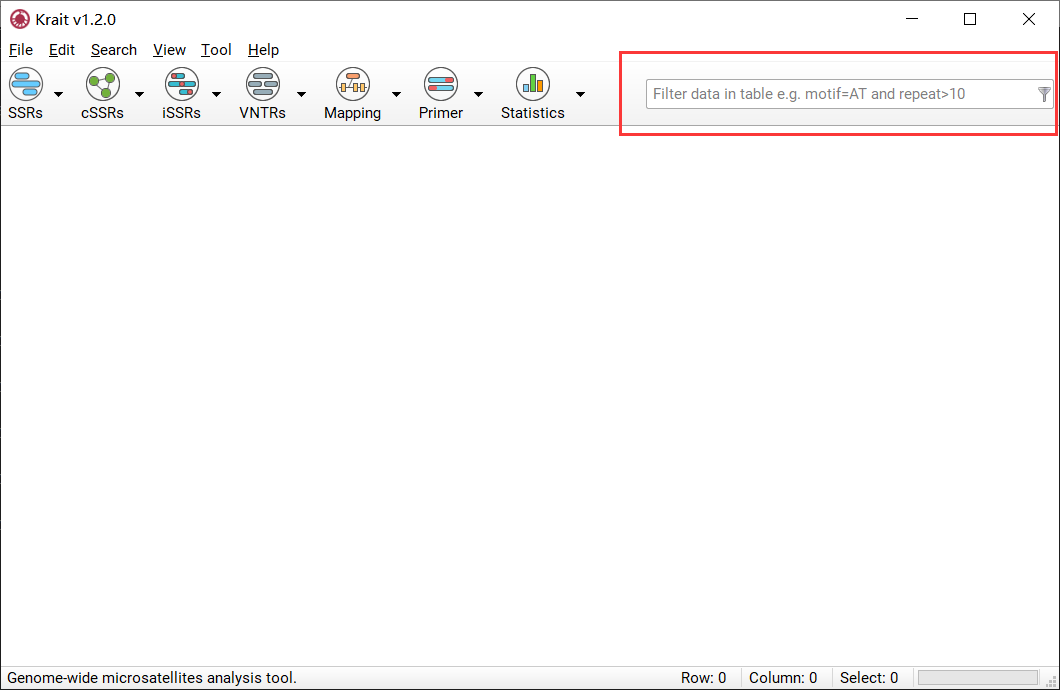 Krait v1.2.0
File Edit Search View Tool Help
Filter data in table e.g. motif=AT and repeat>10
SSRs cSSRs iSSRs VNTRs Mapping Primer Statistics
Genome-wide microsatellites analysis tool. Row: 0 Column: 0 Select: 0